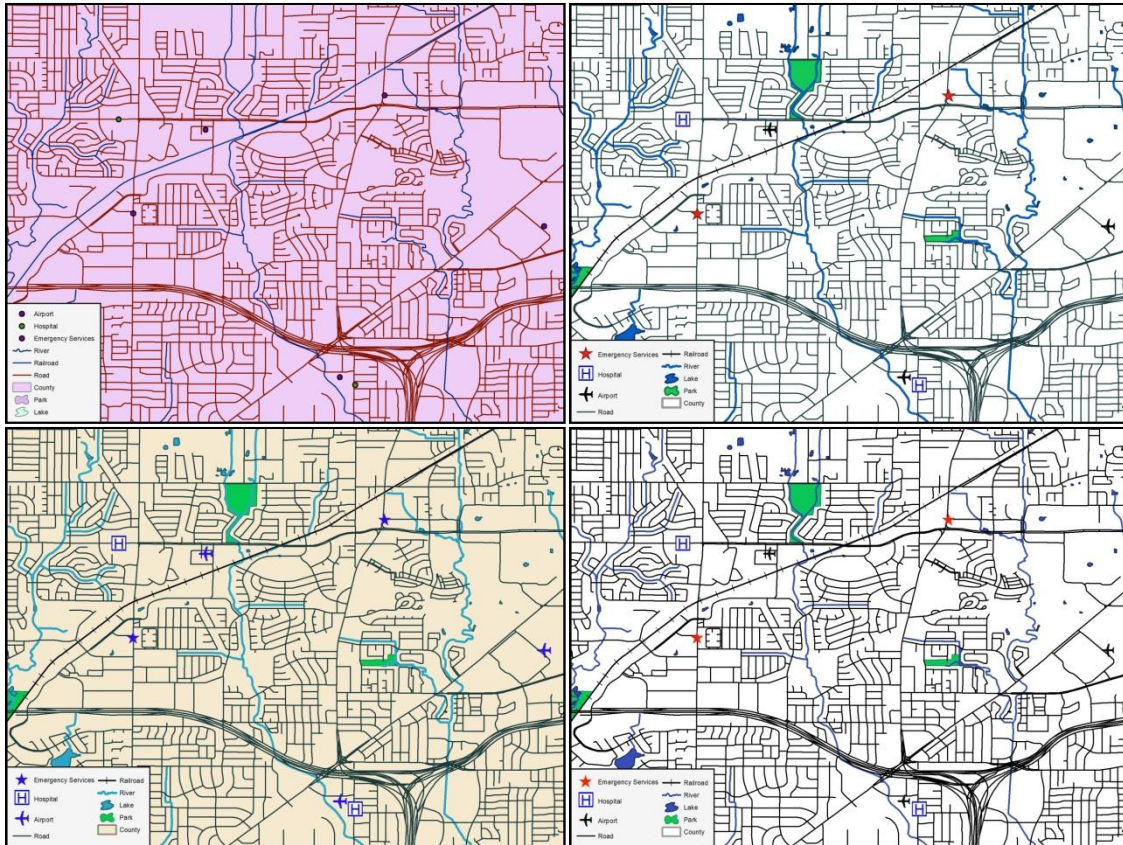 Airport
Hospital
Emergency Services
River
Railroad
Road
County
Park
Lake
Emergency Services
Hospital
Airport
Road
Railroad
River
Lake
Park
County
Emergency Services
Hospital
Airport
Road
Railroad
River
Lake
Park
County
Emergency Services
Hospital
Airport
Road
Railroad
River
Lake
Park
County